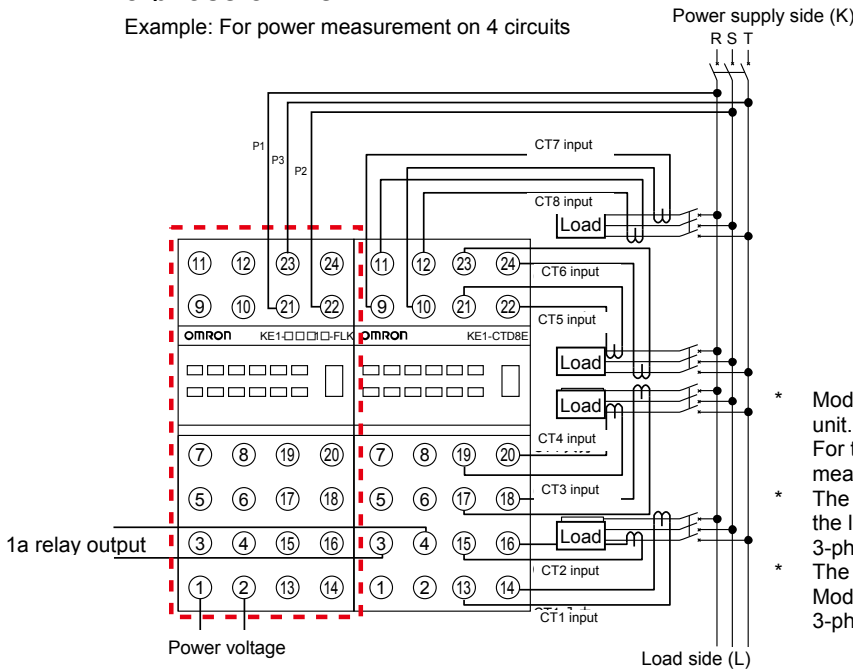 Example: For power measurement on 4 circuits
Power supply side (K)
R S T
P1
P3
P2
CT7 input
CT8 input
Load
⑪ ⑫ ㉓ ㉔ ⑪ ⑫ ㉓ ㉔
CT6 input
⑨ ⑩ ㉑ ㉒ ⑨ ⑩ ㉑ ㉒
CT5 input
OMRON KE1-□□□1□-FLK OMRON KE1-CTD8E
Load
Load
CT4 input
⑦ ⑧ ⑲ ⑳ ⑦ ⑧ ⑲ ⑳
CT3 input
⑤ ⑥ ⑰ ⑱ ⑤ ⑥ ⑰ ⑱
Load
1a relay output
③ ④ ⑮ ⑯ ③ ④ ⑮ ⑯
CT2 input
① ② ⑬ ⑭ ① ② ⑬ ⑭
CT1 input
Power voltage
Load side (L)
* Mod
unit.
For t
mea
* The
the l
3-ph
* The
Mod
3-ph